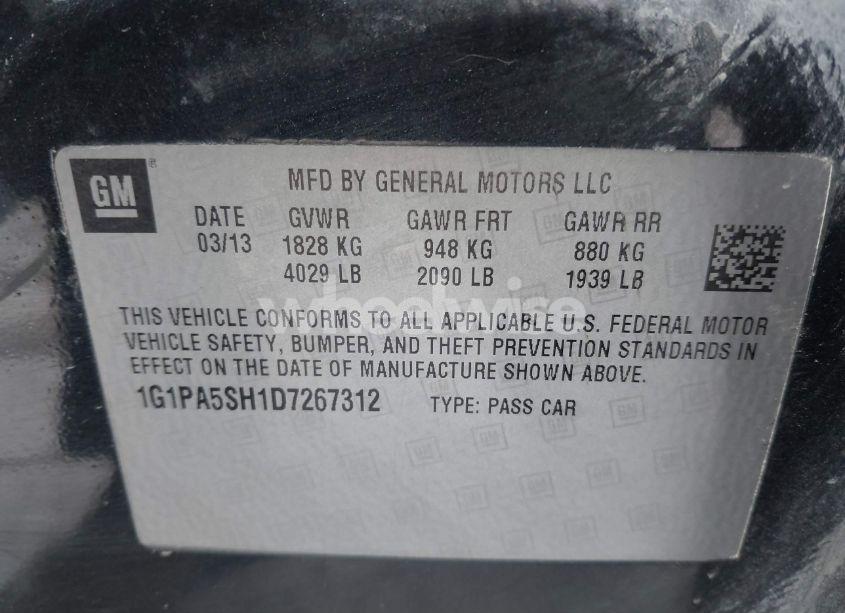 GM
MFD BY GENERAL MOTORS LLC
DATE GVWR GAWR FRT GAWR RR
03/13 1828 KG 948 KG 880 KG
4029 LB 2090 LB 1939 LB
wheelwise
THIS VEHICLE CONFORMS TO ALL APPLICABLE U.S. FEDERAL MOTOR
VEHICLE SAFETY, BUMPER, AND THEFT PREVENTION STANDARDS IN
EFFECT ON THE DATE OF MANUFACTURE SHOWN ABOVE.
1G1PA5SH1D7267312 TYPE: PASS CAR